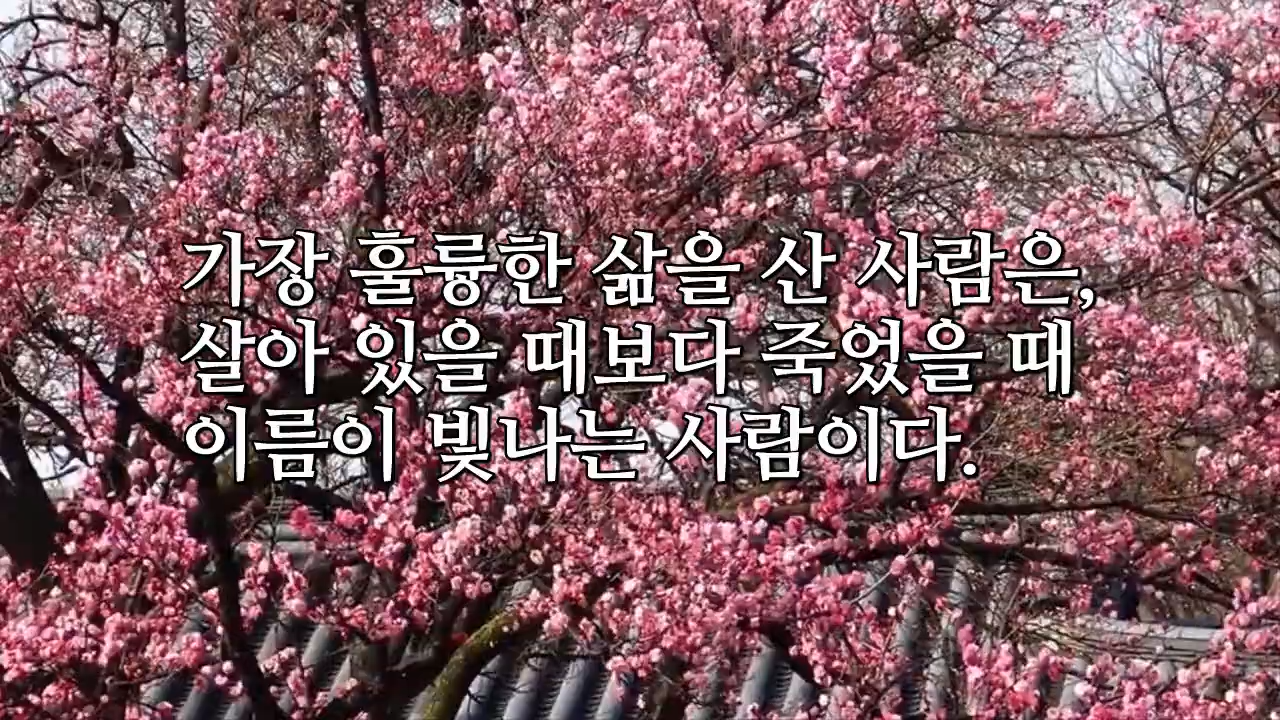 가장 훌륭한 삶을 산 사람은,
살아 있을 때보다 죽었을 때
이름이 빛나는 사람이다.